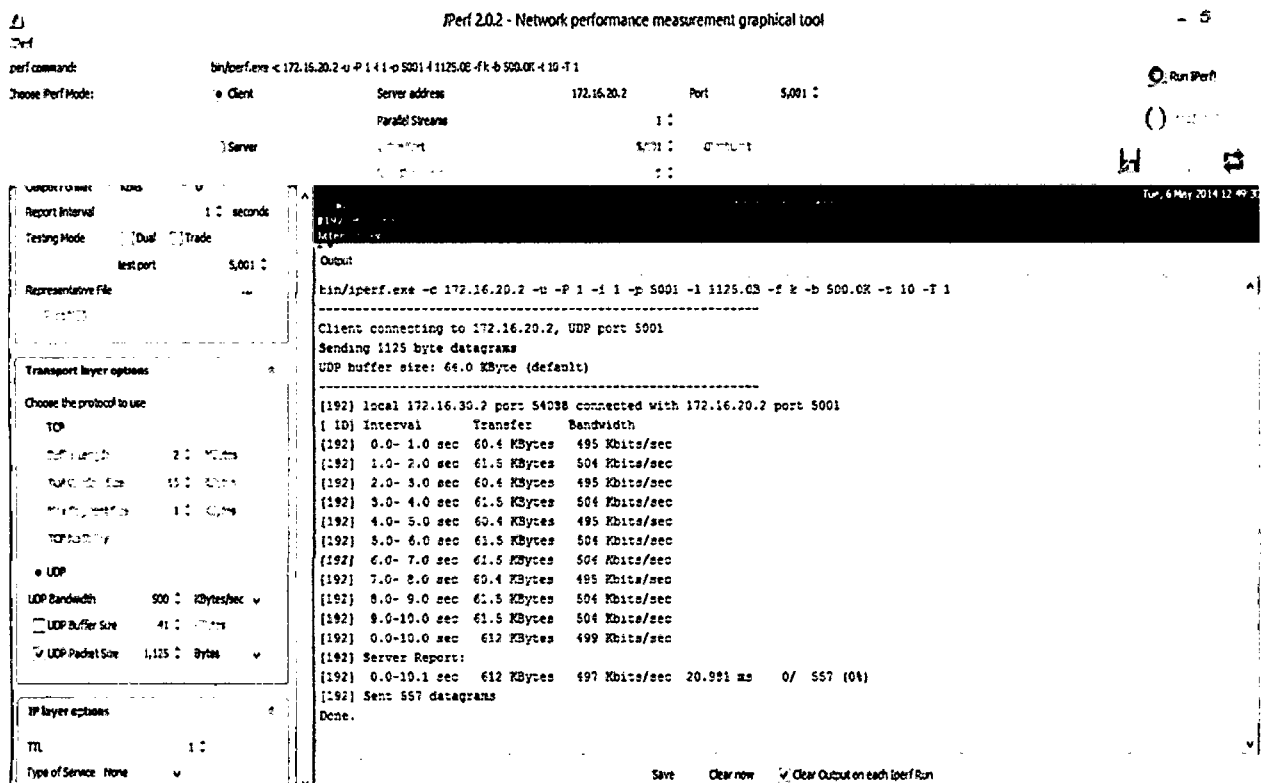 JPerf 2.0.2 - Network performance measurement graphical tool
bin/iperf.exe -c 172.16.20.2 -u -P 1 -i 1 -p 5001 -l 1125.0B -f k -b 500.0K -t 10 -T 1
Choose iPerf Mode:
Client
Server address
172.16.20.2
Port
5,001
Run IPerf!
Parallel Streams
1
Server
Output Format
Report Interval
1
seconds
Testing Mode
Dual
Trade
test port
5,001
Representative File
...
Tue, 6 May 2014 12:49:3
Transport layer options
Choose the protocol to use
TCP
2
1
UDP
UDP Bandwidth
500
KBytes/sec
UDP Buffer Size
41
UDP Packet Size
1,125
Bytes
IP layer options
TTL
1
Type of Service
None
Output
bin/iperf.exe -c 172.16.20.2 -u -P 1 -i 1 -p 5001 -l 1125.0B -f k -b 500.0K -t 10 -T 1
------------------------------------------------------------
Client connecting to 172.16.20.2, UDP port 5001
Sending 1125 byte datagrams
UDP buffer size: 64.0 KByte (default)
------------------------------------------------------------
[192] local 172.16.30.2 port 54038 connected with 172.16.20.2 port 5001
[ ID] Interval Transfer Bandwidth
[192] 0.0- 1.0 sec 60.4 KBytes 495 Kbits/sec
[192] 1.0- 2.0 sec 61.5 KBytes 504 Kbits/sec
[192] 2.0- 3.0 sec 60.4 KBytes 495 Kbits/sec
[192] 3.0- 4.0 sec 61.5 KBytes 504 Kbits/sec
[192] 4.0- 5.0 sec 60.4 KBytes 495 Kbits/sec
[192] 5.0- 6.0 sec 61.5 KBytes 504 Kbits/sec
[192] 6.0- 7.0 sec 61.5 KBytes 504 Kbits/sec
[192] 7.0- 8.0 sec 60.4 KBytes 495 Kbits/sec
[192] 8.0- 9.0 sec 61.5 KBytes 504 Kbits/sec
[192] 9.0-10.0 sec 61.5 KBytes 504 Kbits/sec
[192] 0.0-10.0 sec 612 KBytes 499 Kbits/sec
[192] Server Report:
[192] 0.0-10.1 sec 612 KBytes 497 Kbits/sec 20.981 ms 0/ 557 (0%)
[192] Sent 557 datagrams
Done.
Save
Clear now
Clear Output on each Iperf Run